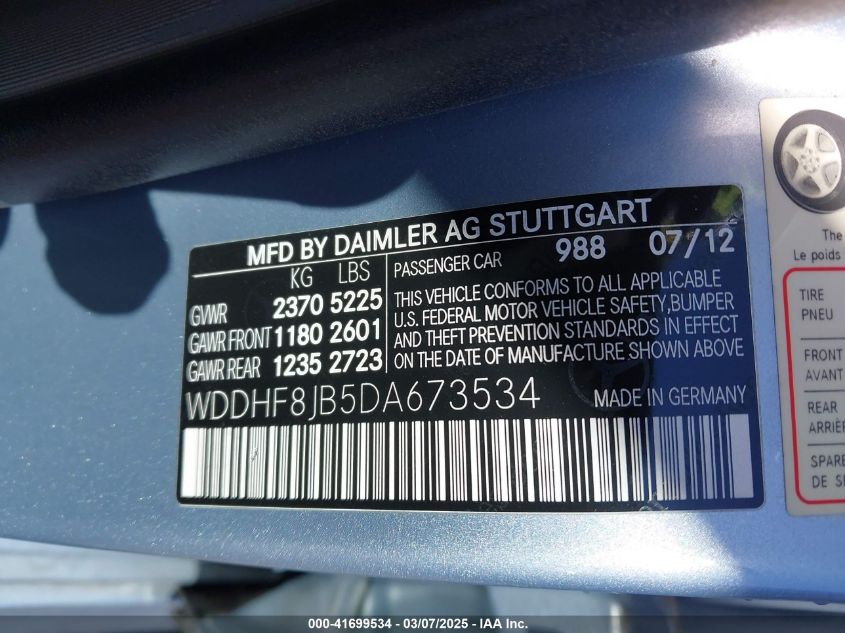 MFD BY DAIMLER AG STUTTGART
KG LBS
GVWR 2370 5225
GAWR FRONT 1180 2601
GAWR REAR 1235 2723
PASSENGER CAR 988 07/12
THIS VEHICLE CONFORMS TO ALL APPLICABLE
U.S. FEDERAL MOTOR VEHICLE SAFETY,BUMPER
AND THEFT PREVENTION STANDARDS IN EFFECT
ON THE DATE OF MANUFACTURE SHOWN ABOVE
WDDHF8JB5DA673534
MADE IN GERMANY
The
Le poids
TIRE
PNEU
FRONT
AVANT
REAR
ARRIÈR
SPARE
DE
000-41699534 - 03/07/2025 - IAAI Inc.